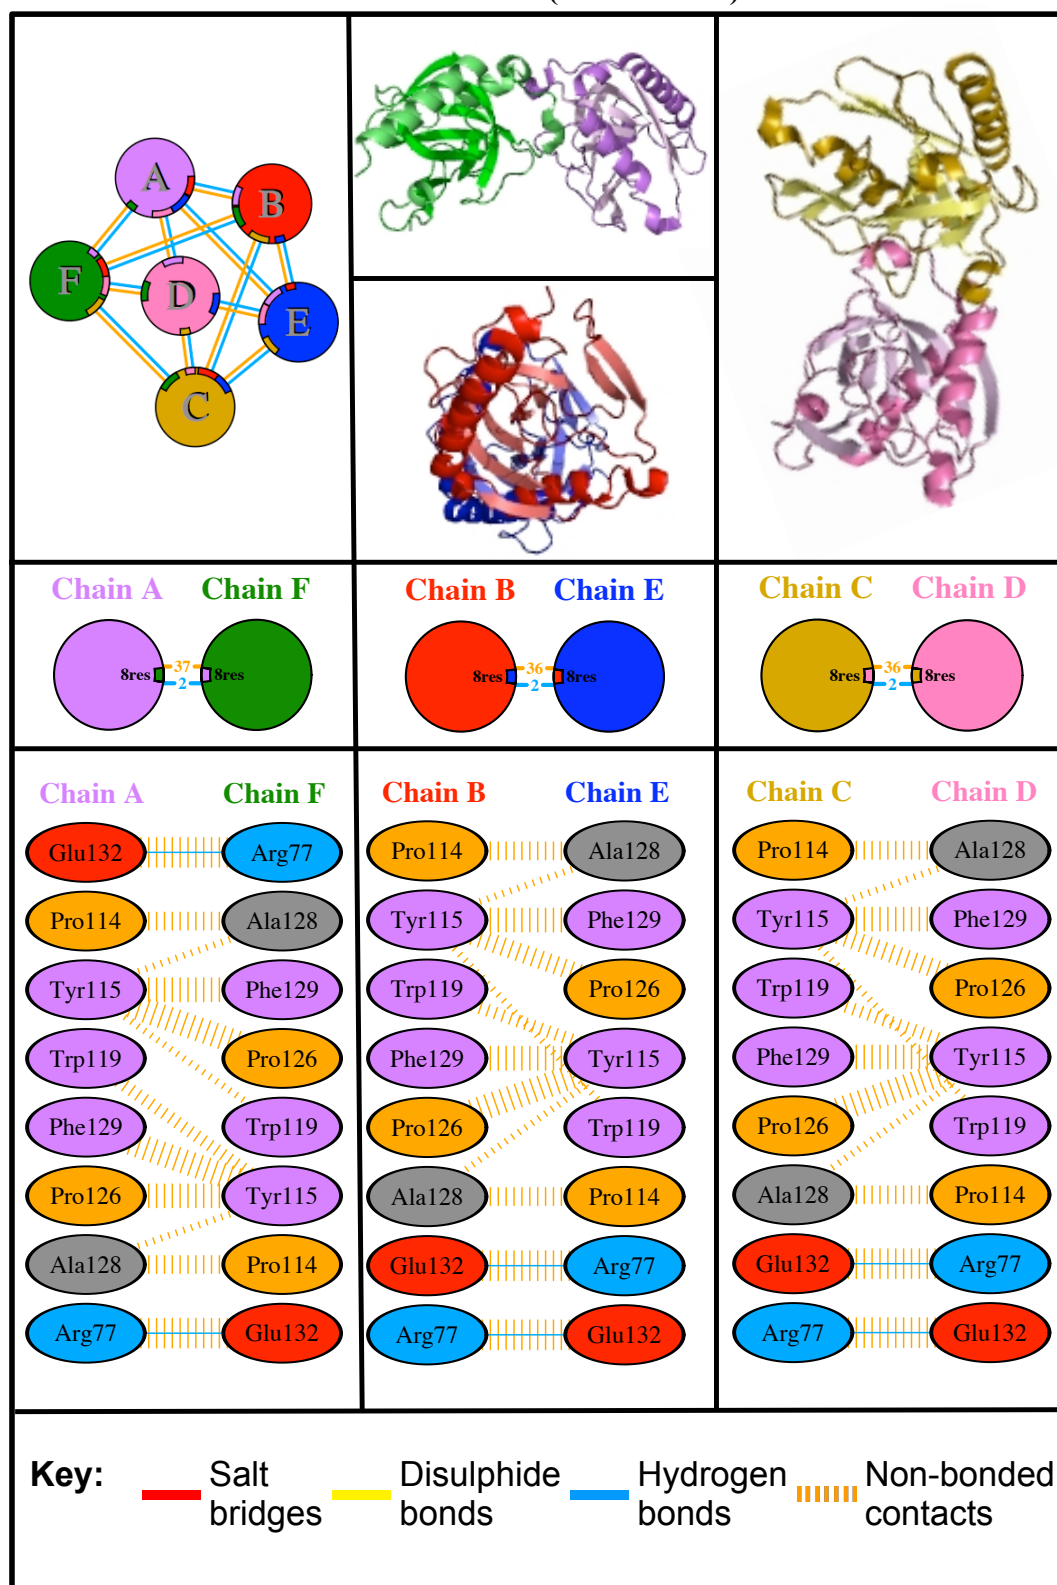 A
B
F
D
E
C
Chain A Chain F
8res 37 8res
2
Chain B Chain E
8res 36 8res
2
Chain C Chain D
8res 36 8res
2
Chain A Chain F
Glu132 Arg77
Pro114 Ala128
Tyr115 Phe129
Trp119 Pro126
Phe129 Trp119
Pro126 Tyr115
Ala128 Pro114
Arg77 Glu132
Chain B Chain E
Pro114 Ala128
Tyr115 Phe129
Trp119 Pro126
Phe129 Tyr115
Pro126 Trp119
Ala128 Pro114
Glu132 Arg77
Arg77 Glu132
Chain C Chain D
Pro114 Ala128
Tyr115 Phe129
Trp119 Pro126
Phe129 Tyr115
Pro126 Trp119
Ala128 Pro114
Glu132 Arg77
Arg77 Glu132
Key:
Salt
bridges
Disulphide
bonds
Hydrogen
bonds
Non-bonded
contacts